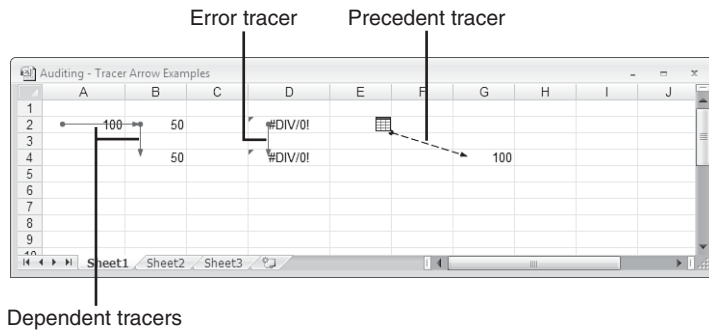 Error tracer Precedent tracer
Auditing - Tracer Arrow Examples
A B C D E F G H I J
1
2 100 50 #DIV/0!
3
4 50 #DIV/0! 100
5
6
7
8
9
10
Sheet1 Sheet2 Sheet3
Dependent tracers